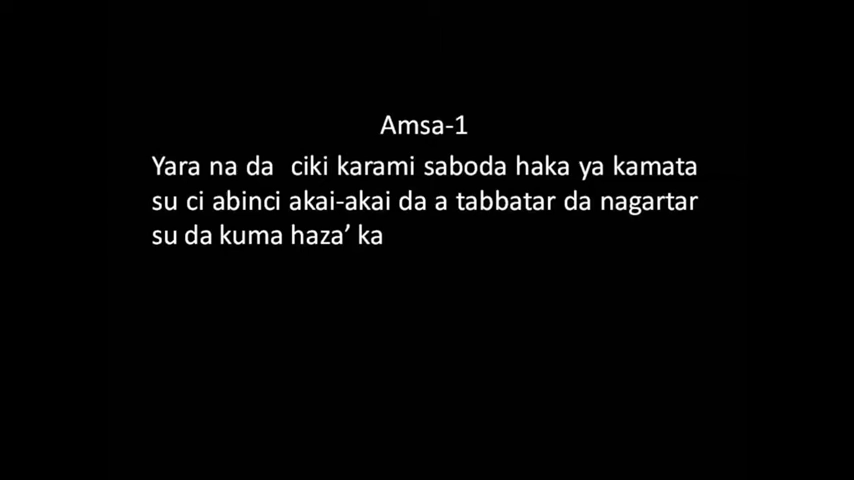 Amsa-1
Yara na da ciki karami saboda haka ya kamata
su ci abinci akai-akai da a tabbatar da nagartar
su da kuma haza’ ka